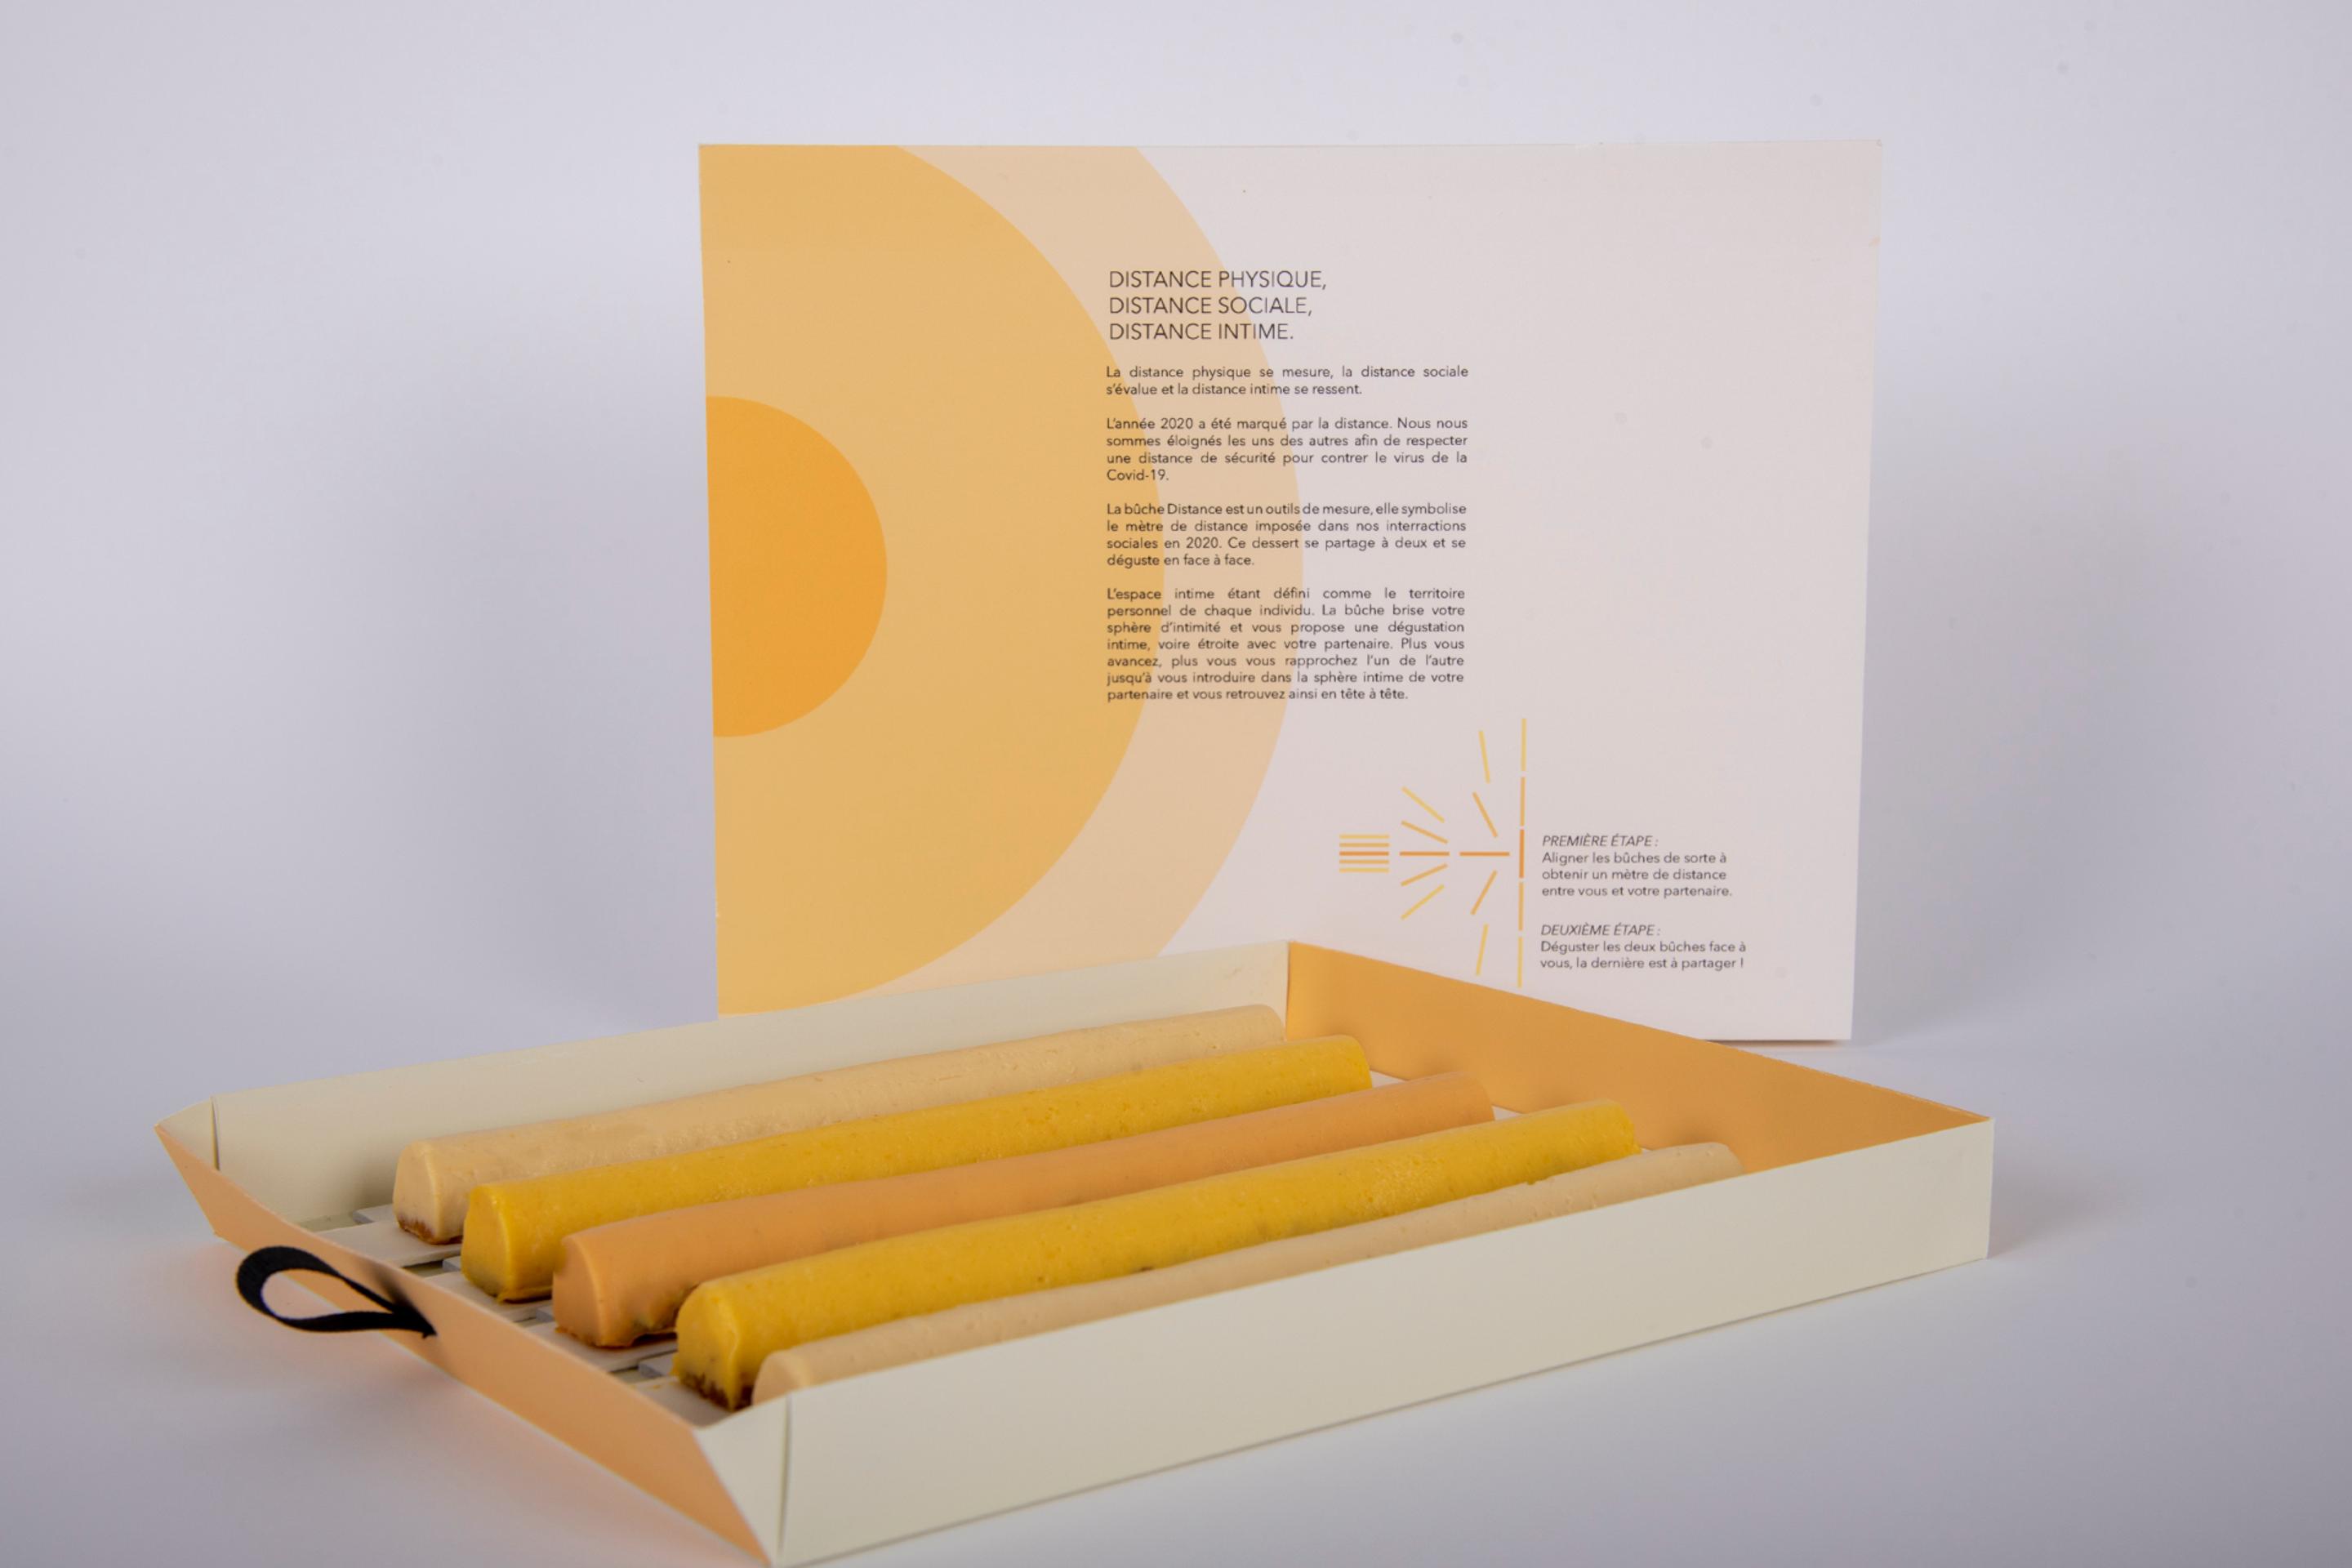 DISTANCE PHYSIQUE,
DISTANCE SOCIALE,
DISTANCE INTIME.
La distance physique se mesure, la distance sociale
s'évalue et la distance intime se ressent.
L'année 2020 a été marqué par la distance. Nous nous
sommes éloignés les uns des autres afin de respecter
une distance de sécurité pour contrer le virus de la
Covid-19.
La bûche Distance est un outils de mesure, elle symbolise
le mètre de distance imposée dans nos interractions
sociales en 2020. Ce dessert se partage à deux et se
déguste en face à face.
L'espace intime étant défini comme le territoire
personnel de chaque individu. La bûche brise votre
sphère d'intimité et vous propose une dégustation
intime, voire étroite avec votre partenaire. Plus vous
avancez, plus vous vous rapprochez l'un de l'autre
jusqu'à vous introduire dans la sphère intime de votre
partenaire et vous retrouvez ainsi en tête à tête.
PREMIÈRE ÉTAPE :
Aligner les bûches de sorte à
obtenir un mètre de distance
entre vous et votre partenaire.
DEUXIÈME ÉTAPE :
Déguster les deux bûches face à
vous, la dernière est à partager !